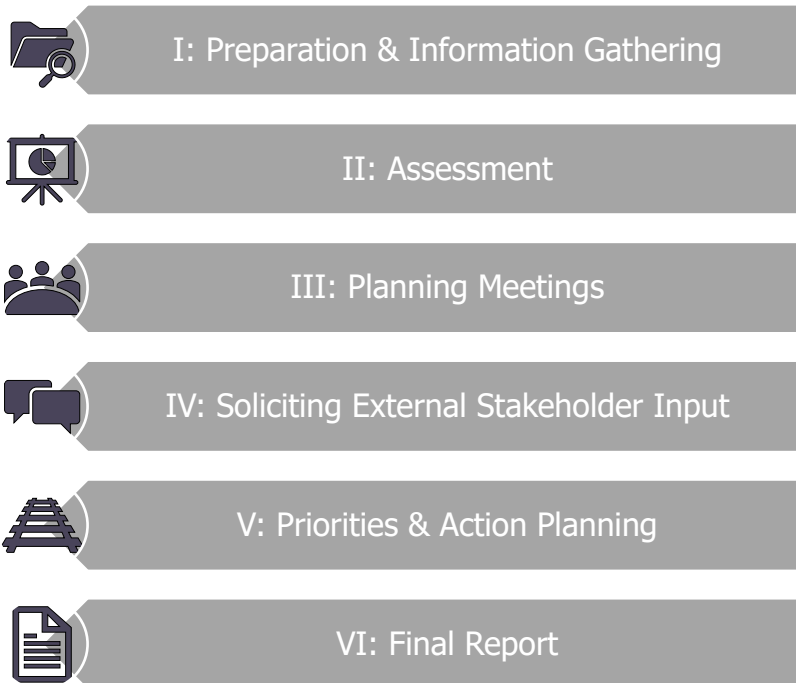 I: Preparation & Information Gathering
II: Assessment
III: Planning Meetings
IV: Soliciting External Stakeholder Input
V: Priorities & Action Planning
VI: Final Report